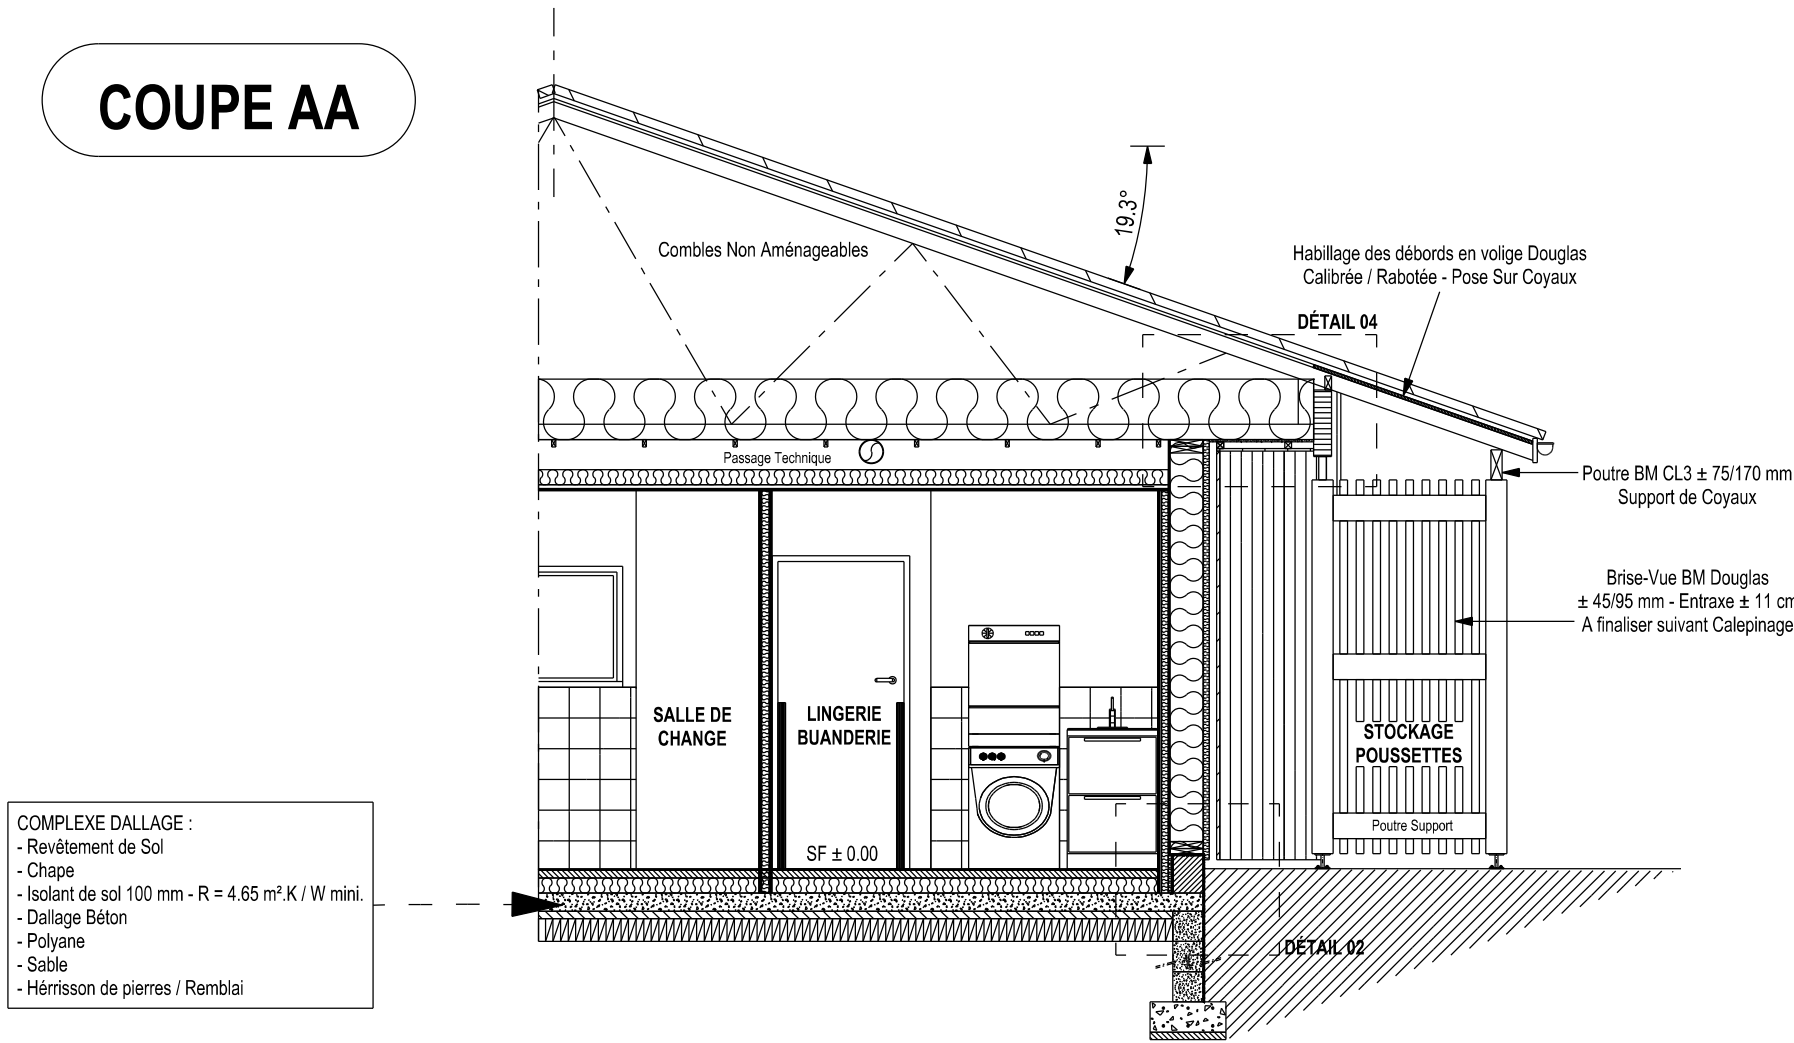 COUPE AA
19.3°
Combles Non Aménageables
Habillage des débords en volige Douglas
Calibrée / Rabotée - Pose Sur Coyaux
DÉTAIL 04
Passage Technique
Poutre BM CL3 ± 75/170 mm
Support de Coyaux
Brise-Vue BM Douglas
± 45/95 mm - Entraxe ± 11 cm
A finaliser suivant Calepinage
SALLE DE
CHANGE
LINGERIE
BUANDERIE
STOCKAGE
POUSSETTES
Poutre Support
SF ± 0.00
COMPLEXE DALLAGE :
- Revêtement de Sol
- Chape
- Isolant de sol 100 mm - R = 4.65 m².K / W mini.
- Dallage Béton
- Polyane
- Sable
- Hérrisson de pierres / Remblai
DÉTAIL 02